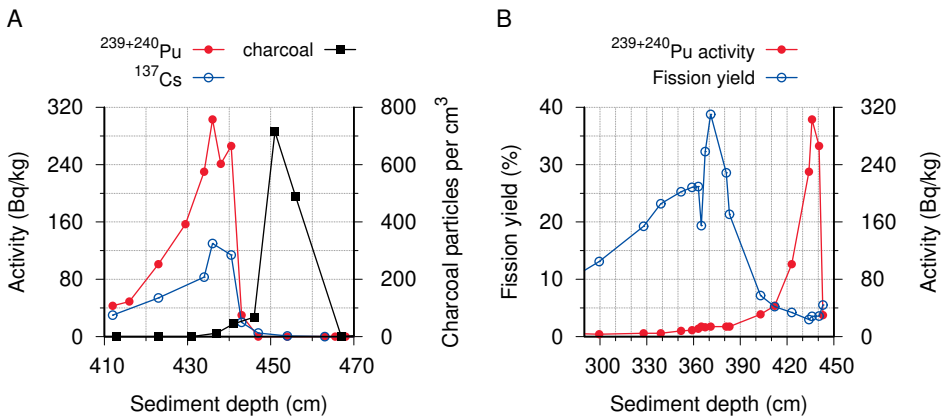 A
B
239+240Pu
charcoal
137Cs
239+240Pu activity
Fission yield
320
240
160
80
0
Activity (Bq/kg)
800
600
400
200
0
Charcoal particles per cm3
410 430 450 470
Sediment depth (cm)
40
30
20
10
0
Fission yield (%)
320
240
160
80
0
Activity (Bq/kg)
300 330 360 390 420 450
Sediment depth (cm)